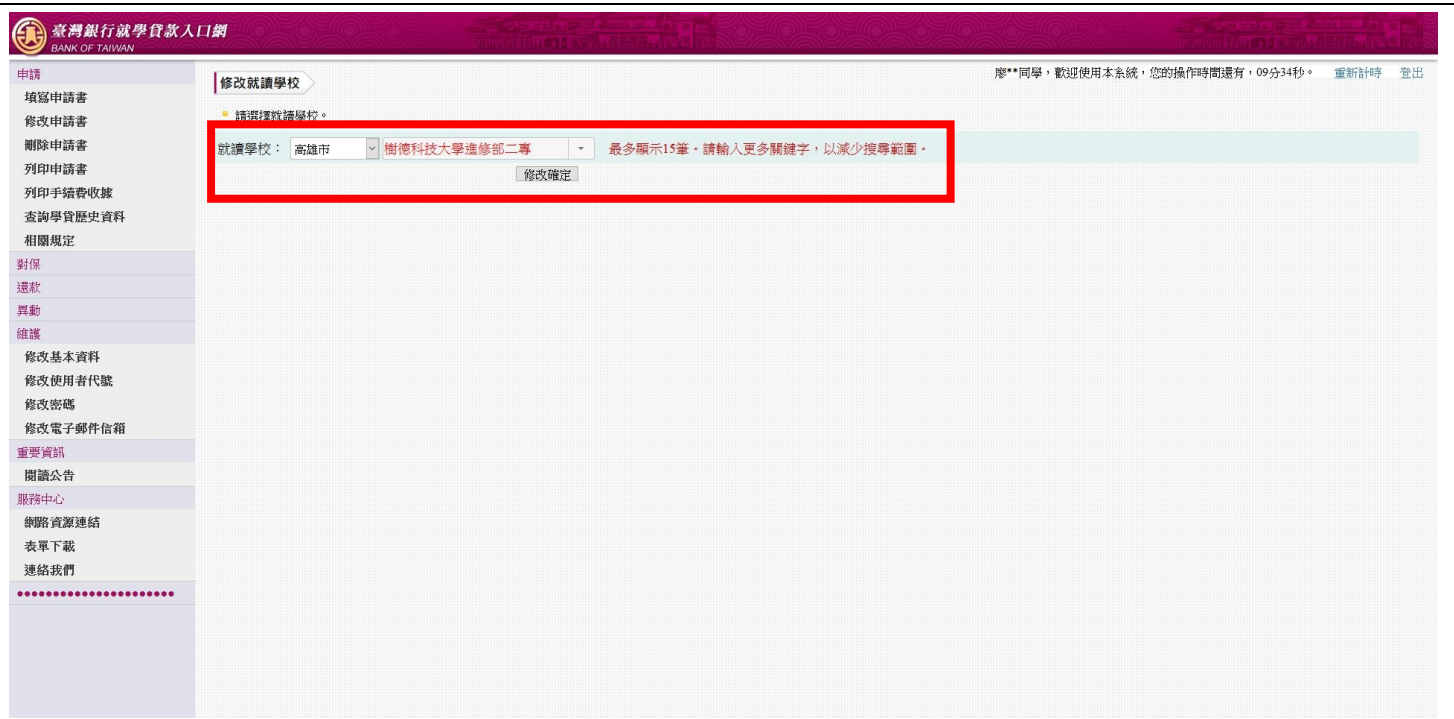 臺灣銀行就學貸款入口網
BANK OF TAIWAN
廖**同學，歡迎使用本系統，您的操作時間還有，09分34秒。 重新計時 登出
申請
填寫申請書
修改申請書
刪除申請書
列印申請書
列印手續費收據
查詢學貸歷史資料
相關規定
對保
還款
異動
維護
修改基本資料
修改使用者代號
修改密碼
修改電子郵件信箱
重要資訊
閱讀公告
服務中心
網路資源連結
表單下載
連絡我們
修改就讀學校
請選擇就讀學校。
就讀學校： 高雄市 樹德科技大學進修部二專 最多顯示15筆。請輸入更多關鍵字，以減少搜尋範圍。
修改確定